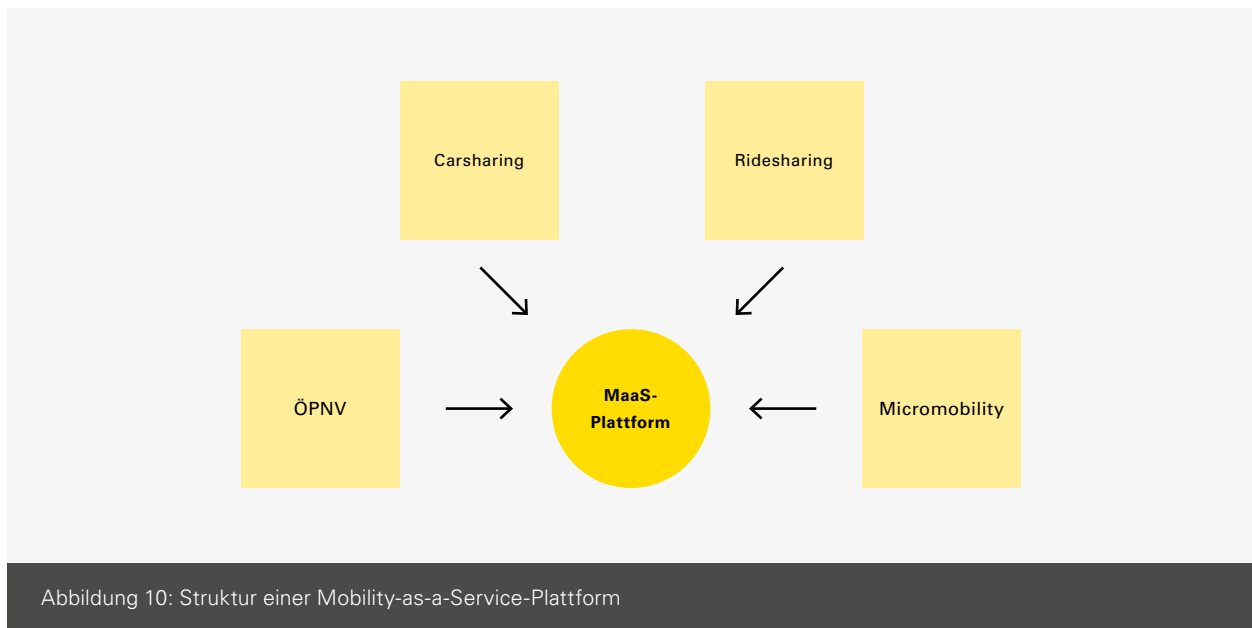 Carsharing
Ridesharing
ÖPNV
MaaS-
Plattform
Micromobility
Abbildung 10: Struktur einer Mobility-as-a-Service-Plattform